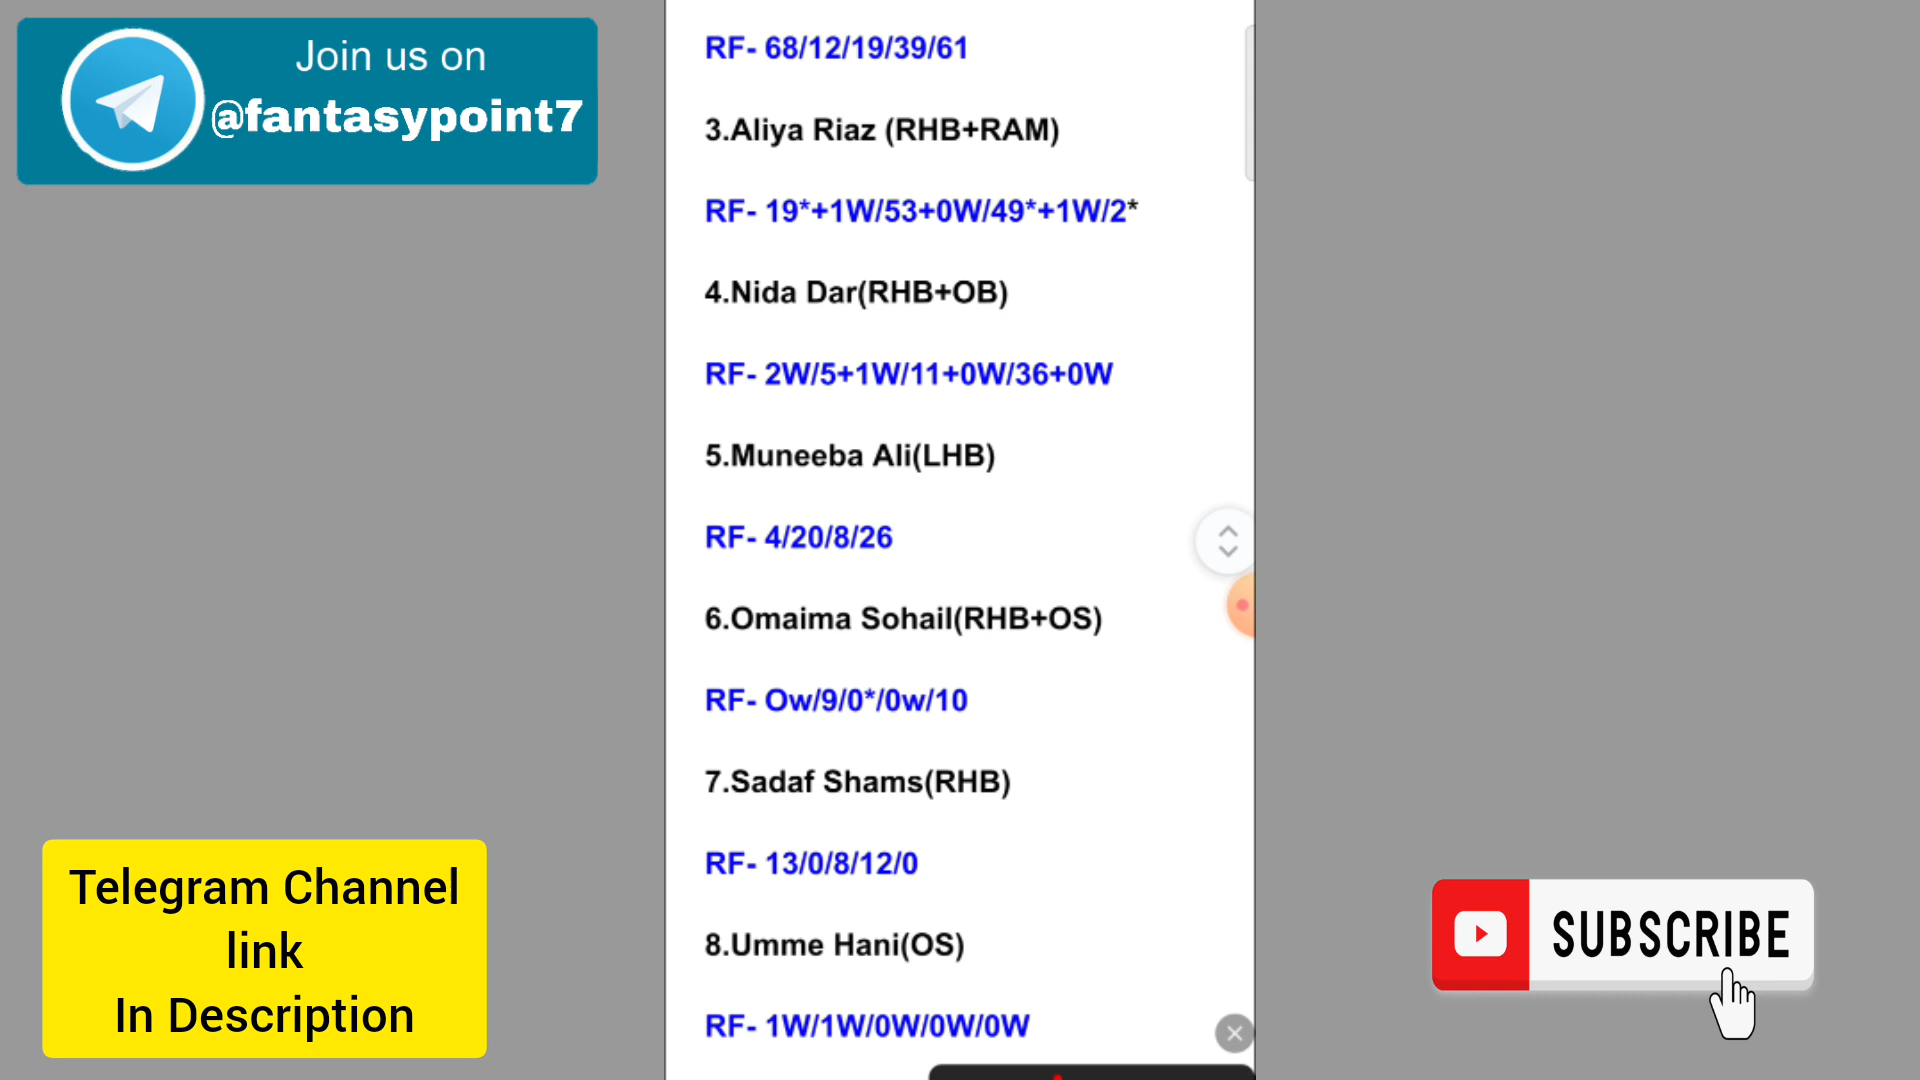 Join us on
@fantasypoint7
RF- 68/12/19/39/61
3.Aliya Riaz (RHB+RAM)
RF- 19*+1W/53+0W/49*+1W/2*
4.Nida Dar(RHB+OB)
RF- 2W/5+1W/11+0W/36+0W
5.Muneeba Ali(LHB)
RF- 4/20/8/26
6.Omaima Sohail(RHB+OS)
RF- Ow/9/0*/0w/10
7.Sadaf Shams(RHB)
RF- 13/0/8/12/0
8.Umme Hani(OS)
RF- 1W/1W/0W/0W/0W
Telegram Channel
link
In Description
SUBSCRIBE